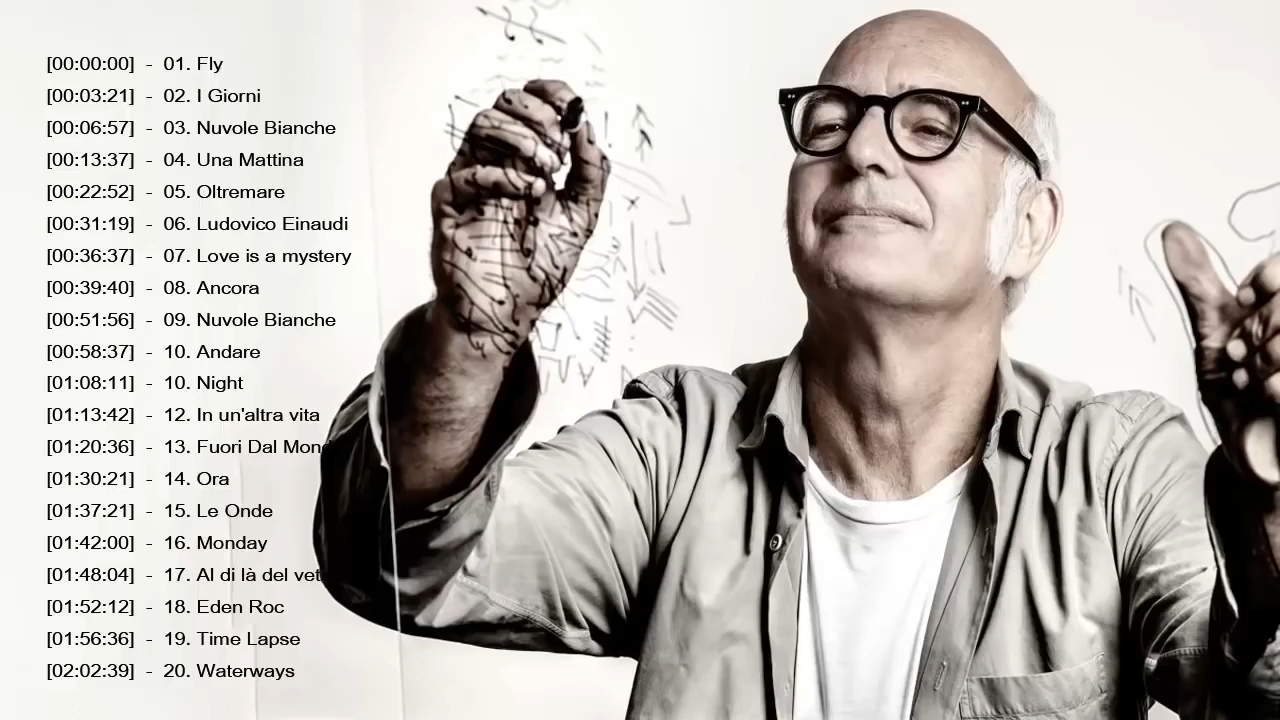 [00:00:00] - 01. Fly
[00:03:21] - 02. I Giorni
[00:06:57] - 03. Nuvole Bianche
[00:13:37] - 04. Una Mattina
[00:22:52] - 05. Oltremare
[00:31:19] - 06. Ludovico Einaudi
[00:36:37] - 07. Love is a mystery
[00:39:40] - 08. Ancora
[00:51:56] - 09. Nuvole Bianche
[00:58:37] - 10. Andare
[01:08:11] - 10. Night
[01:13:42] - 12. In un'altra vita
[01:20:36] - 13. Fuori Dal Mond
[01:30:21] - 14. Ora
[01:37:21] - 15. Le Onde
[01:42:00] - 16. Monday
[01:48:04] - 17. Al di là del vet
[01:52:12] - 18. Eden Roc
[01:56:36] - 19. Time Lapse
[02:02:39] - 20. Waterways